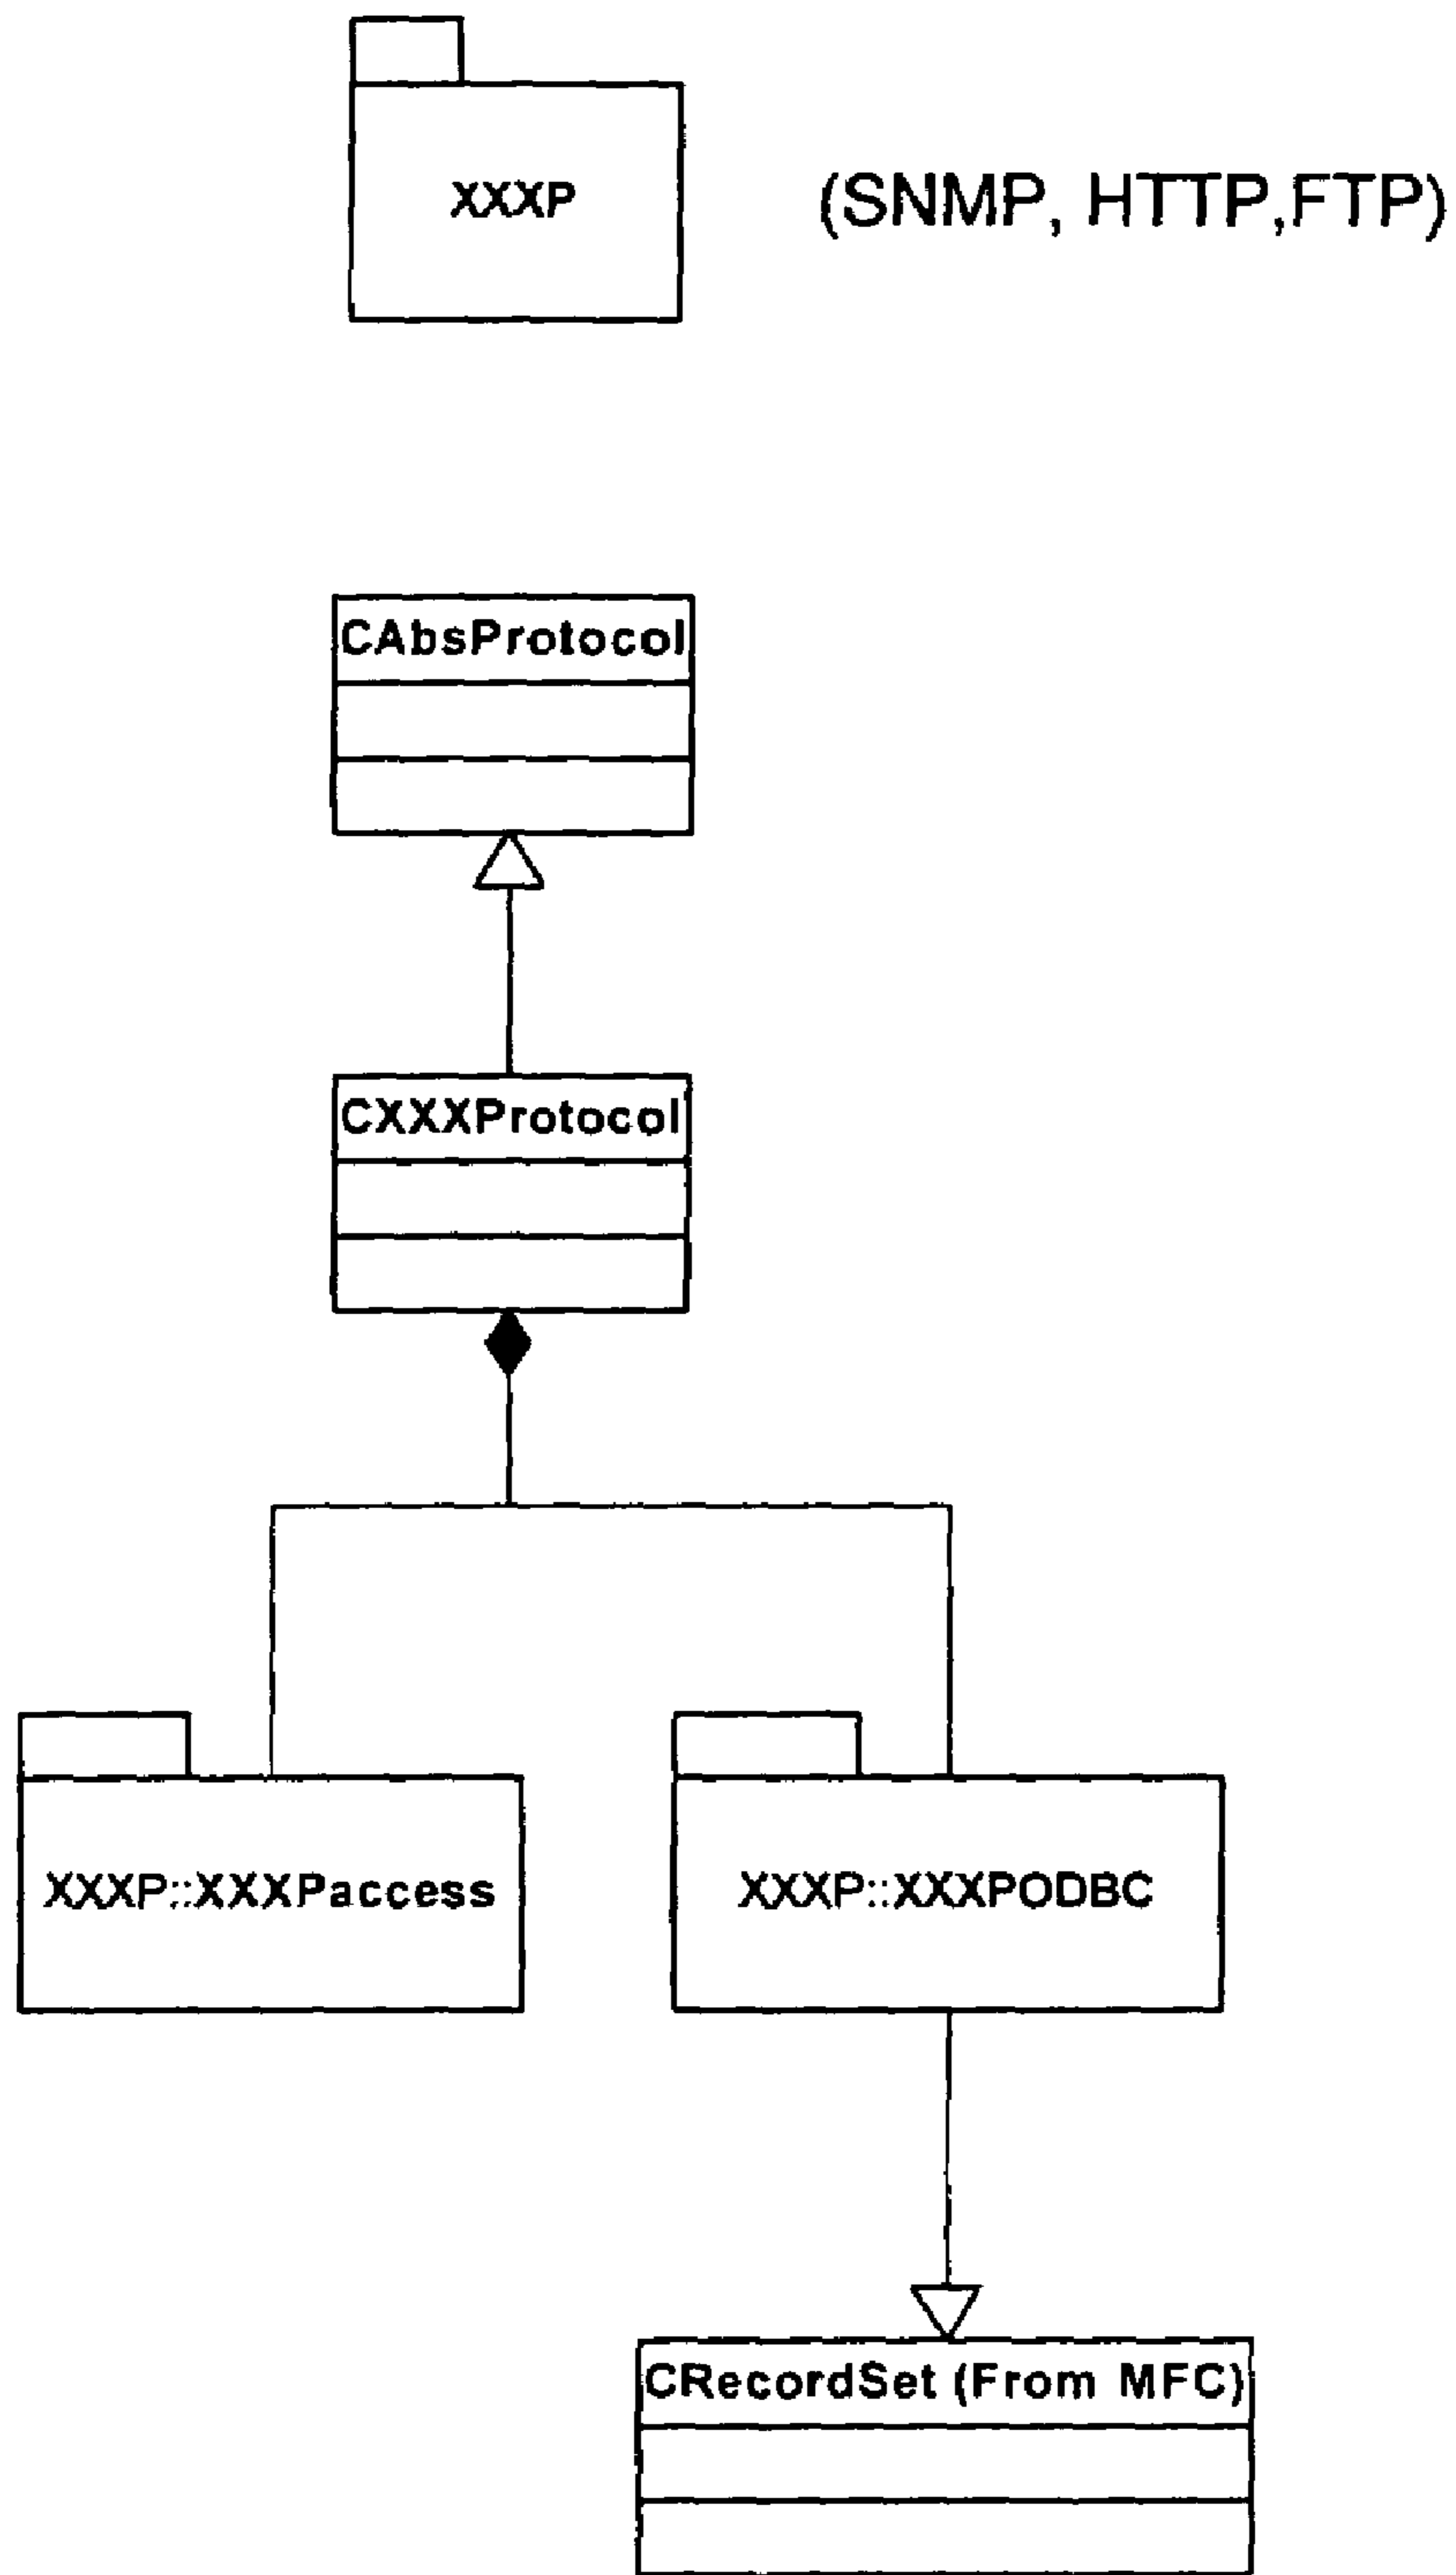 XXXP
(SNMP, HTTP,FTP)
CAbsProtocol
CXXXProtocol
XXXP::XXXPaccess
XXXP::XXXPODBC
CRecordSet (From MFC)